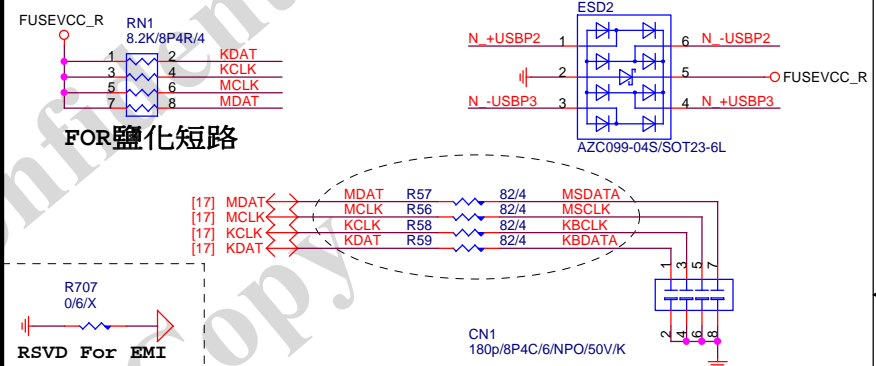 FUSEVCC_R
RN1
8.2K/8P4R/4
1 2 KDAT
3 4 KCLK
5 6 MCLK
7 8 MDAT
FOR鹽化短路
ESD2
N_+USBP2 1 6 N_-USBP2
2 5 FUSEVCC_R
N_-USBP3 3 4 N_+USBP3
AZC099-04S/SOT23-6L
[17] MDAT MDAT R57 82/4 MSDATA
[17] MCLK MCLK R56 82/4 MSCLK
[17] KCLK KCLK R58 82/4 KBCLK
[17] KDAT KDAT R59 82/4 KBDATA
1 3 5 7
2 4 6 8
CN1
180p/8P4C/6/NPO/50V/K
R707
0/6/X
RSVD For EMI
Confident
Copy